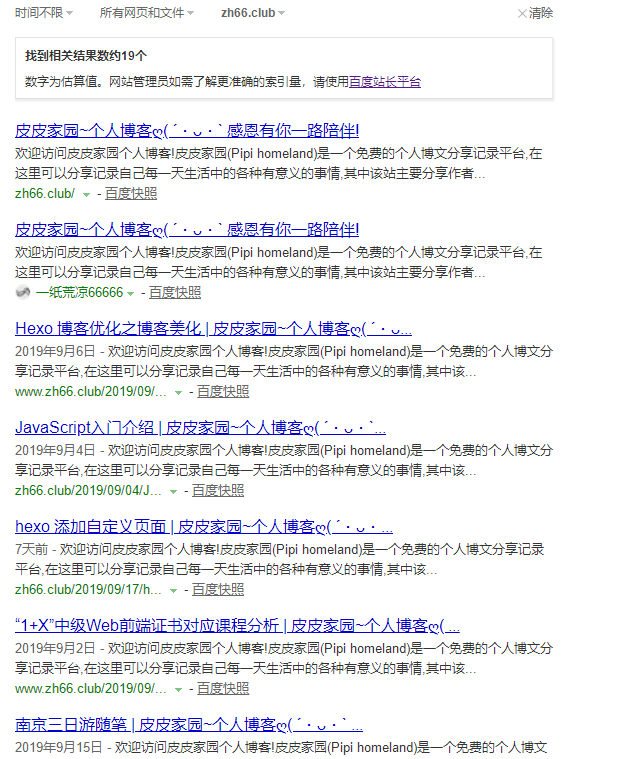 时间不限 所有网页和文件 zh66.club 清除
找到相关结果数约19个
数字为估算值。网站管理员如需了解更准确的索引量，请使用百度站长平台
皮皮家园~个人博客ღ( ´・ᴗ・` 感恩有你一路陪伴!
欢迎访问皮皮家园个人博客!皮皮家园(Pipi homeland)是一个免费的个人博文分享记录平台,在
这里可以分享记录自己每一天生活中的各种有意义的事情,其中该站主要分享作者...
zh66.club/ - 百度快照
皮皮家园~个人博客ღ( ´・ᴗ・` 感恩有你一路陪伴!
欢迎访问皮皮家园个人博客!皮皮家园(Pipi homeland)是一个免费的个人博文分享记录平台,在
这里可以分享记录自己每一天生活中的各种有意义的事情,其中该站主要分享作者...
一纸荒凉66666 - 百度快照
Hexo 博客优化之博客美化 | 皮皮家园~个人博客ღ( ´・ᴗ...
2019年9月6日 - 欢迎访问皮皮家园个人博客!皮皮家园(Pipi homeland)是一个免费的个人博文分
享记录平台,在这里可以分享记录自己每一天生活中的各种有意义的事情,其中该...
www.zh66.club/2019/09/... - 百度快照
JavaScript入门介绍 | 皮皮家园~个人博客ღ( ´・ᴗ・`...
2019年9月4日 - 欢迎访问皮皮家园个人博客!皮皮家园(Pipi homeland)是一个免费的个人博文分
享记录平台,在这里可以分享记录自己每一天生活中的各种有意义的事情,其中该...
zh66.club/2019/09/04/J... - 百度快照
hexo 添加自定义页面 | 皮皮家园~个人博客ღ( ´・ᴗ・...
7天前 - 欢迎访问皮皮家园个人博客!皮皮家园(Pipi homeland)是一个免费的个人博文分享记录
平台,在这里可以分享记录自己每一天生活中的各种有意义的事情,其中该...
zh66.club/2019/09/17/h... - 百度快照
“1+X”中级Web前端证书对应课程分析 | 皮皮家园~个人博客ღ( ...
2019年9月2日 - 欢迎访问皮皮家园个人博客!皮皮家园(Pipi homeland)是一个免费的个人博文分
享记录平台,在这里可以分享记录自己每一天生活中的各种有意义的事情,其中该...
www.zh66.club/2019/09/... - 百度快照
南京三日游随笔 | 皮皮家园~个人博客ღ( ´・ᴗ・` ...
2019年9月15日 - 欢迎访问皮皮家园个人博客!皮皮家园(Pipi homeland)是一个免费的个人博文